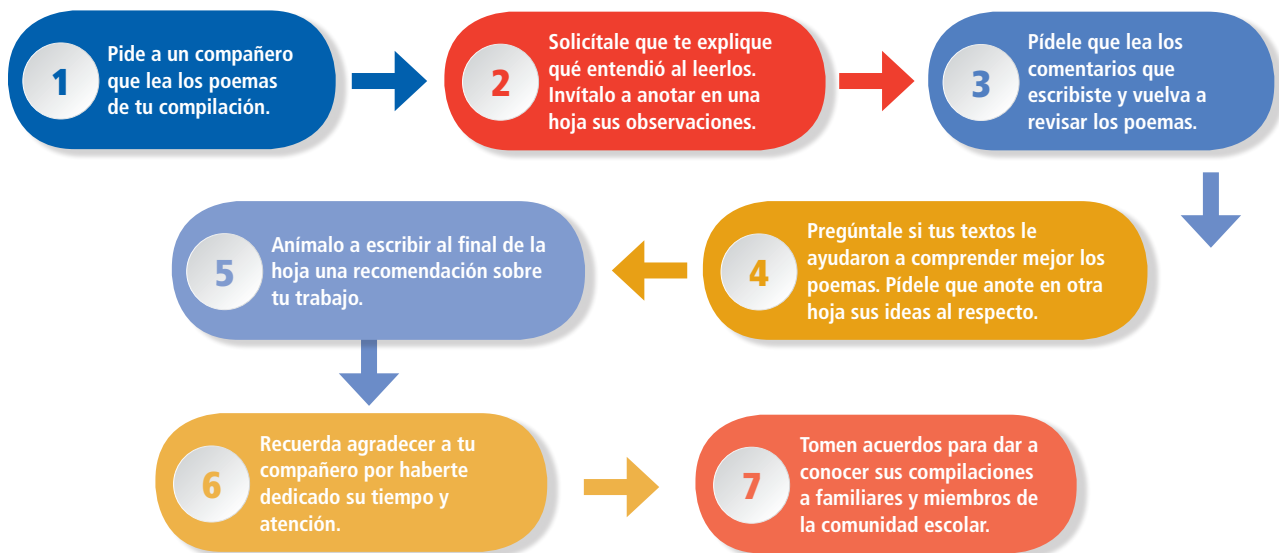 1
Pide a un compañero
que lea los poemas
de tu compilación.
2
Solicítale que te explique
qué entendió al leerlos.
Invítalo a anotar en una
hoja sus observaciones.
3
Pídele que lea los
comentarios que
escribiste y vuelva a
revisar los poemas.
4
Pregúntale si tus textos le
ayudaron a comprender mejor los
poemas. Pídele que anote en otra
hoja sus ideas al respecto.
5
Anímalo a escribir al final de la
hoja una recomendación sobre
tu trabajo.
6
Recuerda agradecer a tu
compañero por haberte
dedicado su tiempo y
atención.
7
Tomen acuerdos para dar a
conocer sus compilaciones
a familiares y miembros de
la comunidad escolar.